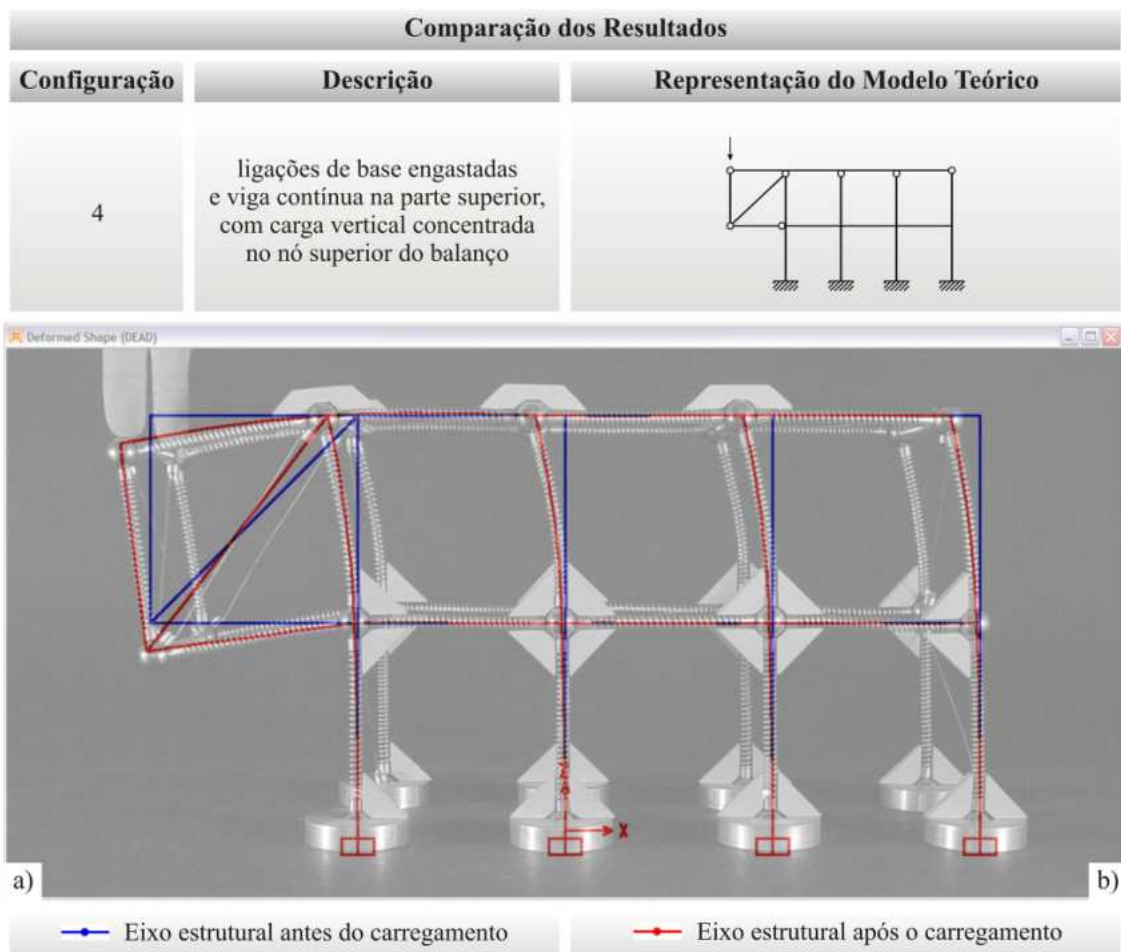 Comparação dos Resultados
Configuração
Descrição
Representação do Modelo Teórico
4
ligações de base engastadas
e viga contínua na parte superior,
com carga vertical concentrada
no nó superior do balanço
Deformed Shape (DEAD)
X
a)
b)
Eixo estrutural antes do carregamento
Eixo estrutural após o carregamento